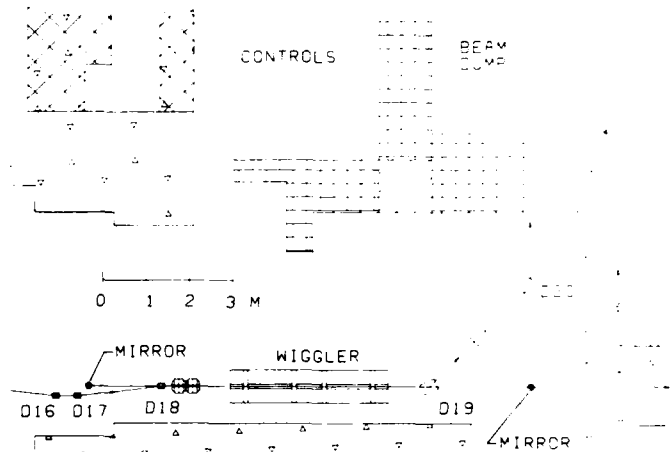 CONTROLS
BEAM
DUMP
0 1 2 3 M
MIRROR
WIGGLER
D16 D17 D18 D19
MIRROR